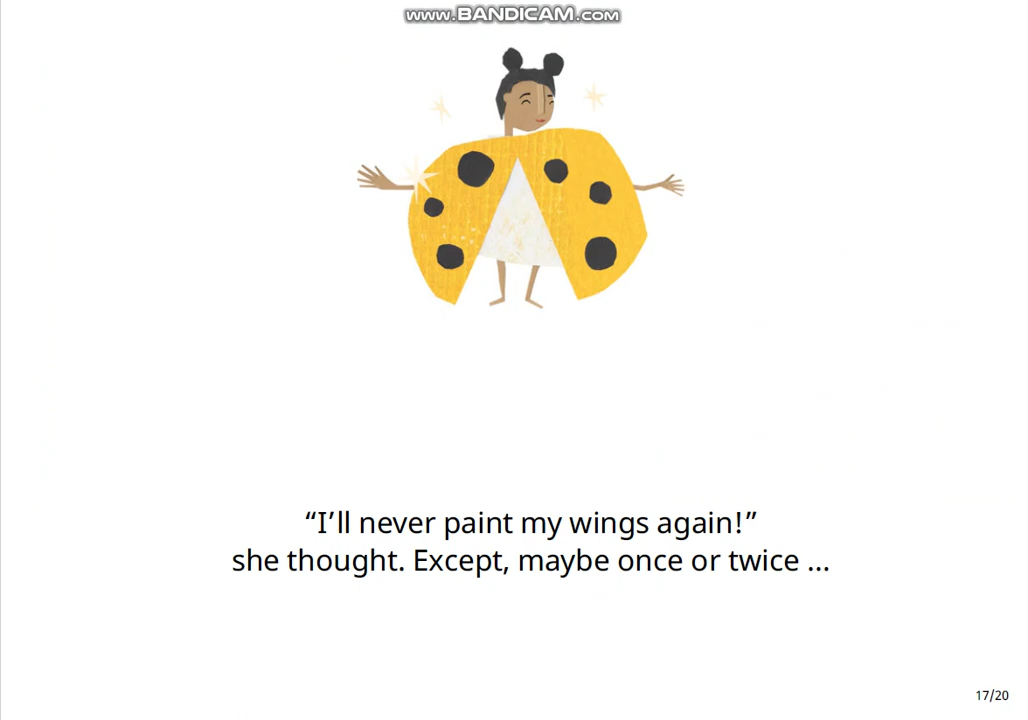 www.BANDICAM.com
“I’ll never paint my wings again!”
she thought. Except, maybe once or twice ...
17/20